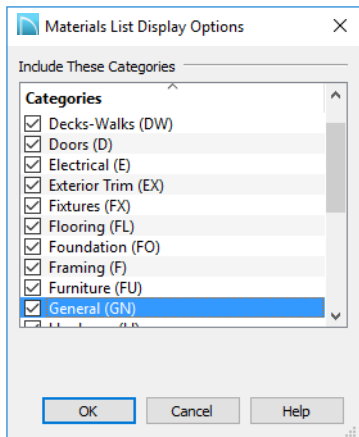 Materials List Display Options
Include These Categories
Categories
Decks-Walks (DW)
Doors (D)
Electrical (E)
Exterior Trim (EX)
Fixtures (FX)
Flooring (FL)
Foundation (FO)
Framing (F)
Furniture (FU)
General (GN)
OK
Cancel
Help